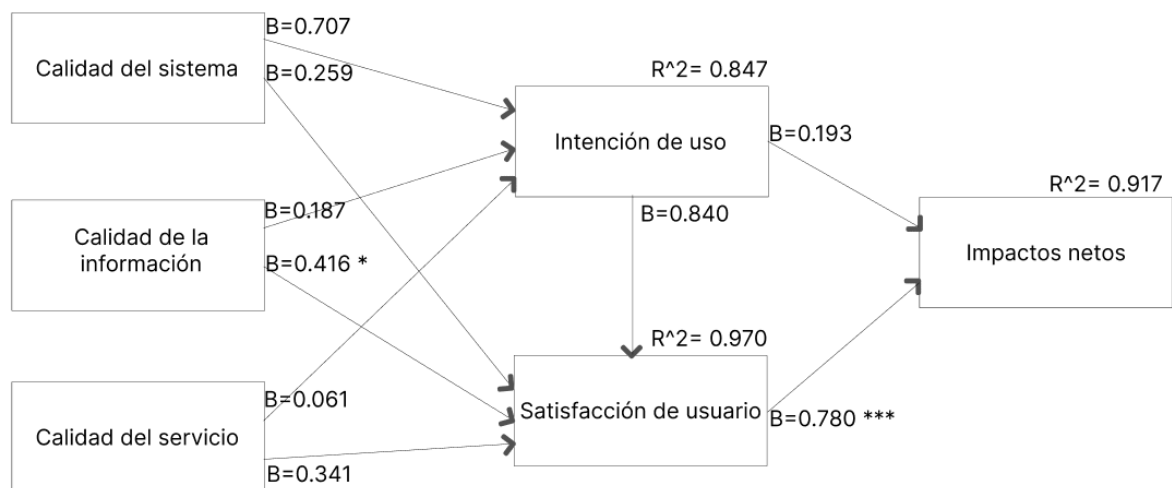 B=0.707
Calidad del sistema
B=0.259
R^2= 0.847
Intención de uso
B=0.193
B=0.187
Calidad de la
información
B=0.416 *
B=0.840
R^2= 0.917
Impactos netos
R^2= 0.970
B=0.061
Satisfacción de usuario
B=0.780 ***
Calidad del servicio
B=0.341